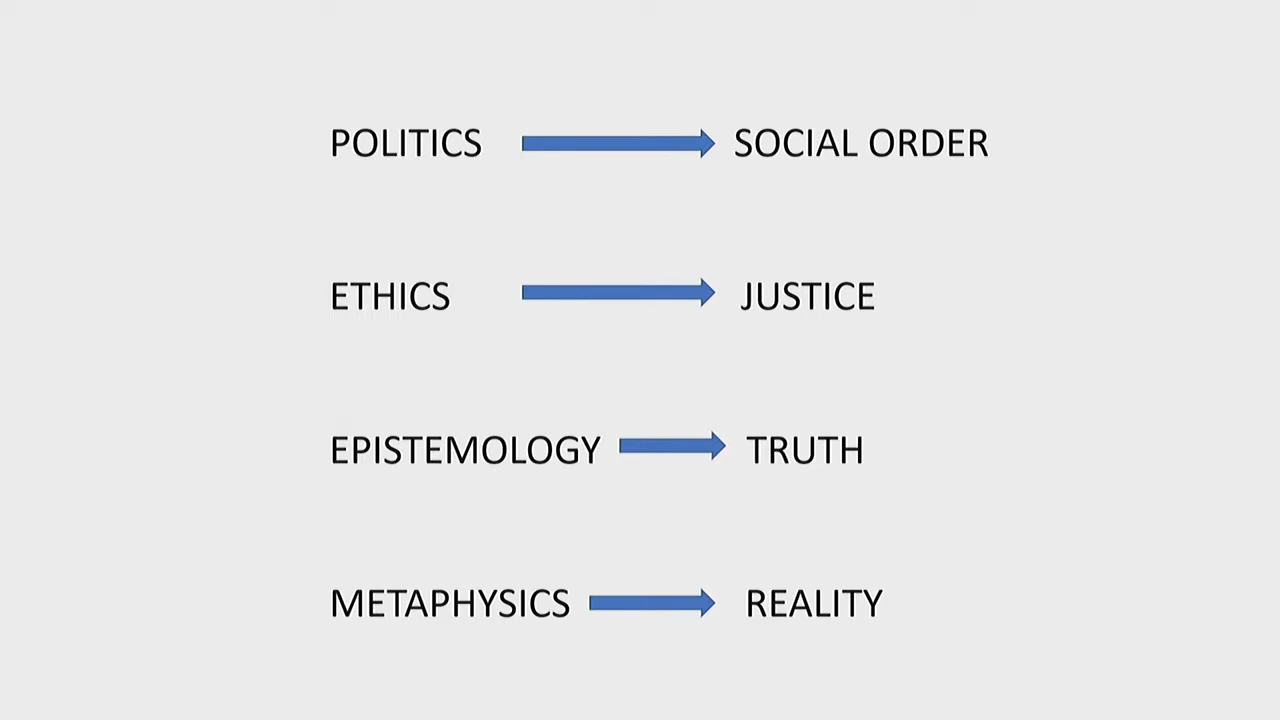 POLITICS SOCIAL ORDER
ETHICS JUSTICE
EPISTEMOLOGY TRUTH
METAPHYSICS REALITY